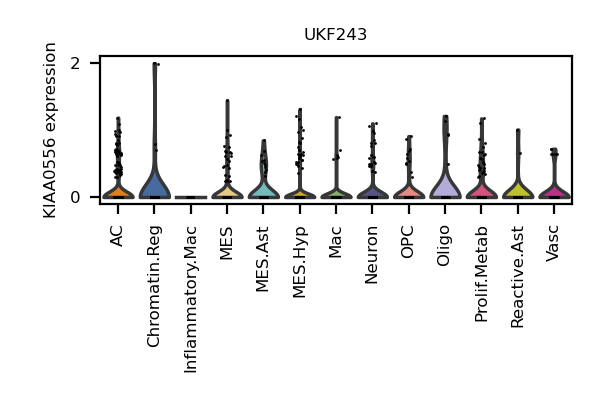 UKF243
KIAA0556 expression
2
0
AC
Chromatin.Reg
Inflammatory.Mac
MES
MES.Ast
MES.Hyp
Mac
Neuron
OPC
Oligo
Prolif.Metab
Reactive.Ast
Vasc